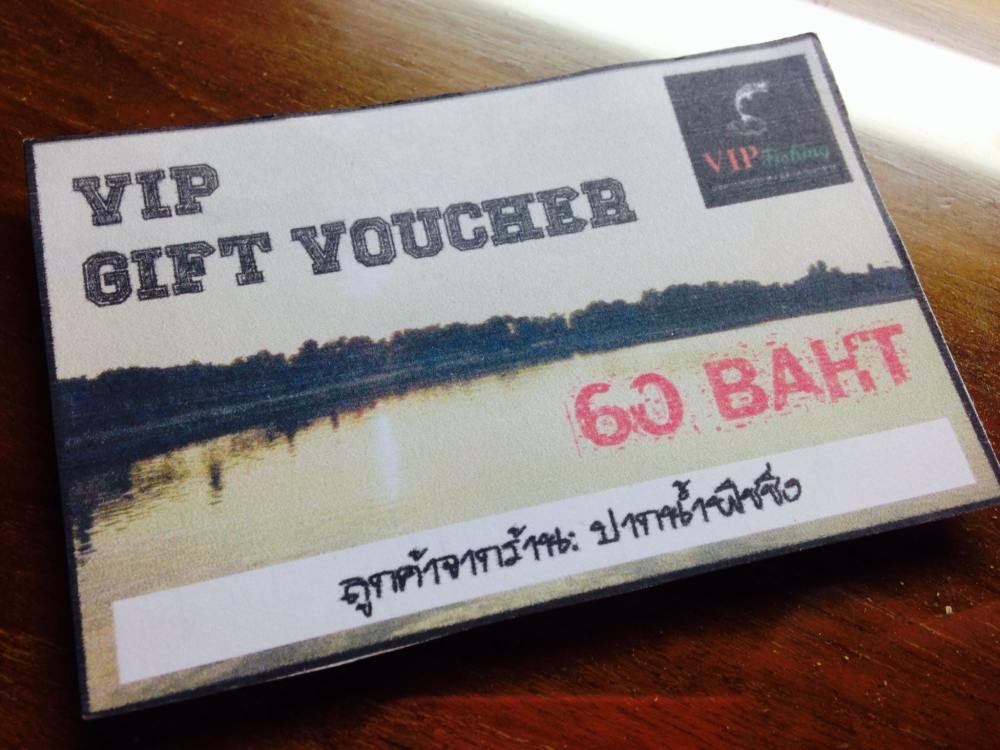 VIP
GIFT VOUCHER
VIP Fishing
60 BAHT
ลูกค้าจากร้าน: ปากน้ำฟิชชิ่ง